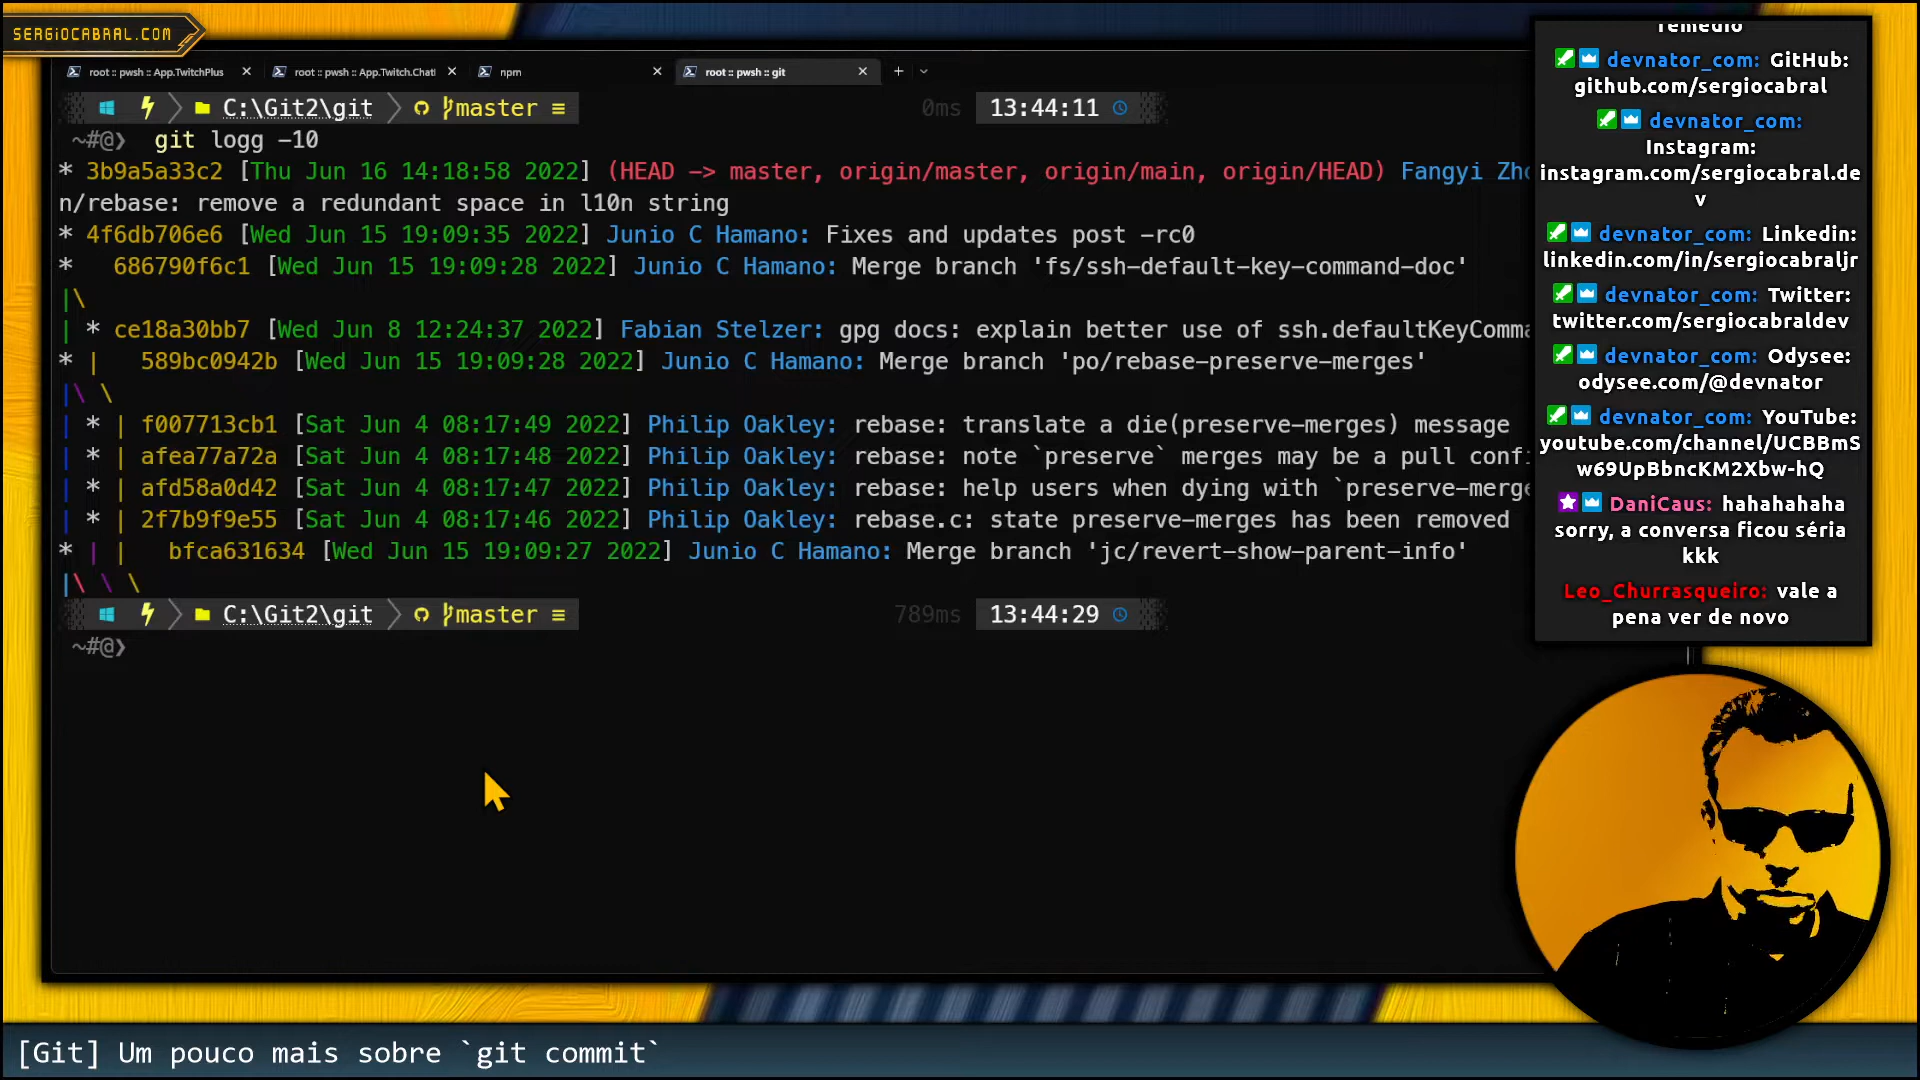 SERGIOCABRAL.COM
root :: pwsh :: App.TwitchPlus
root :: pwsh :: App.Twitch.Chatl
npm
root :: pwsh :: git
C:\Git2\git master ≡ 0ms 13:44:11
~#@❯ git logg -10
* 3b9a5a33c2 [Thu Jun 16 14:18:58 2022] (HEAD -> master, origin/master, origin/main, origin/HEAD) Fangyi Zho
n/rebase: remove a redundant space in l10n string
* 4f6db706e6 [Wed Jun 15 19:09:35 2022] Junio C Hamano: Fixes and updates post -rc0
*   686790f6c1 [Wed Jun 15 19:09:28 2022] Junio C Hamano: Merge branch 'fs/ssh-default-key-command-doc'
|\
| * ce18a30bb7 [Wed Jun 8 12:24:37 2022] Fabian Stelzer: gpg docs: explain better use of ssh.defaultKeyComma
* |   589bc0942b [Wed Jun 15 19:09:28 2022] Junio C Hamano: Merge branch 'po/rebase-preserve-merges'
|\ \
| * | f007713cb1 [Sat Jun 4 08:17:49 2022] Philip Oakley: rebase: translate a die(preserve-merges) message
| * | afea77a72a [Sat Jun 4 08:17:48 2022] Philip Oakley: rebase: note `preserve` merges may be a pull confi
| * | afd58a0d42 [Sat Jun 4 08:17:47 2022] Philip Oakley: rebase: help users when dying with `preserve-merge
| * | 2f7b9f9e55 [Sat Jun 4 08:17:46 2022] Philip Oakley: rebase.c: state preserve-merges has been removed
* | |   bfca631634 [Wed Jun 15 19:09:27 2022] Junio C Hamano: Merge branch 'jc/revert-show-parent-info'
|\ \ \
C:\Git2\git master ≡ 789ms 13:44:29
~#@❯
remédio
devnator_com: GitHub:
github.com/sergiocabral
devnator_com:
Instagram:
instagram.com/sergiocabral.de
v
devnator_com: Linkedin:
linkedin.com/in/sergiocabraljr
devnator_com: Twitter:
twitter.com/sergiocabraldev
devnator_com: Odysee:
odysee.com/@devnator
devnator_com: YouTube:
youtube.com/channel/UCBBmS
w69UpBbncKM2Xbw-hQ
DaniCaus: hahahahaha
sorry, a conversa ficou séria
kkk
Leo_Churrasqueiro: vale a
pena ver de novo
[Git] Um pouco mais sobre `git commit`